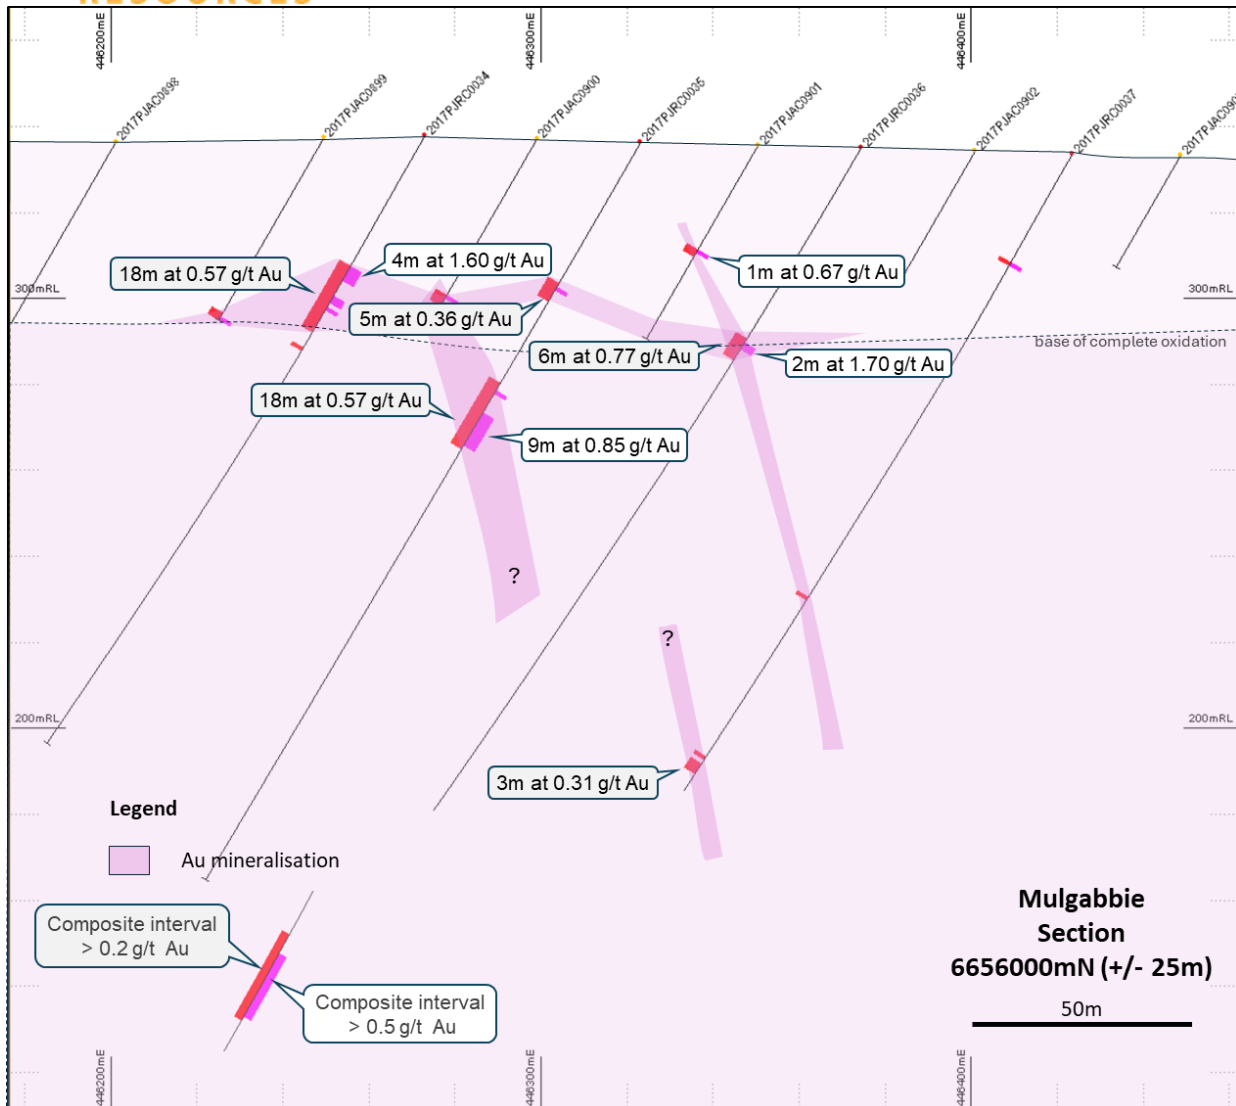 RESOURCES
446200mE
446300mE
446400mE
2017PJAC0898
2017PJAC0899
2017PJRC0034
2017PJAC0900
2017PJRC0035
2017PJAC0901
2017PJRC0036
2017PJAC0902
2017PJRC0037
18m at 0.57 g/t Au
4m at 1.60 g/t Au
1m at 0.67 g/t Au
300mRL
300mRL
5m at 0.36 g/t Au
6m at 0.77 g/t Au
base of complete oxidation
2m at 1.70 g/t Au
18m at 0.57 g/t Au
9m at 0.85 g/t Au
?
?
200mRL
200mRL
3m at 0.31 g/t Au
Legend
Au mineralisation
Composite interval
> 0.2 g/t Au
Composite interval
> 0.5 g/t Au
Mulgabbie
Section
6656000mN (+/- 25m)
50m
446200mE
446300mE
446400mE